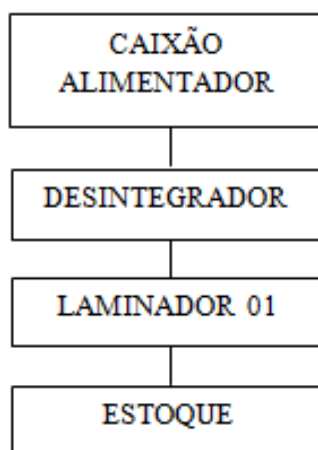 CAIXÃO
ALIMENTADOR
DESINTEGRADOR
LAMINADOR 01
ESTOQUE